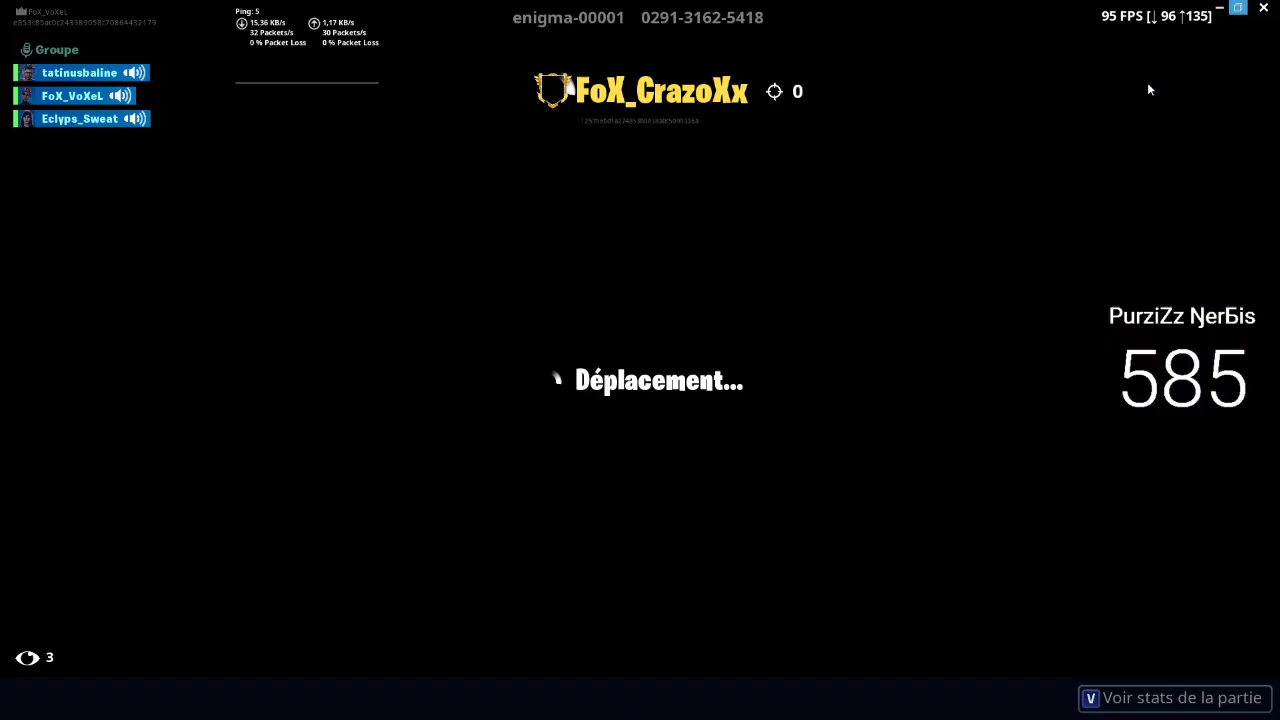 FoX_VoXeL
Groupe
tatinusbaline
FoX_VoXeL
Eclyps_Sweat
Ping: 5
15,36 KB/s
1,17 KB/s
32 Packets/s
30 Packets/s
0 % Packet Loss
0 % Packet Loss
enigma-00001 0291-3162-5418
95 FPS [↓ 96 ↑135]
FoX_CrazoXx 0
Déplacement...
PurziZz ŊerƂis
585
3
V Voir stats de la partie